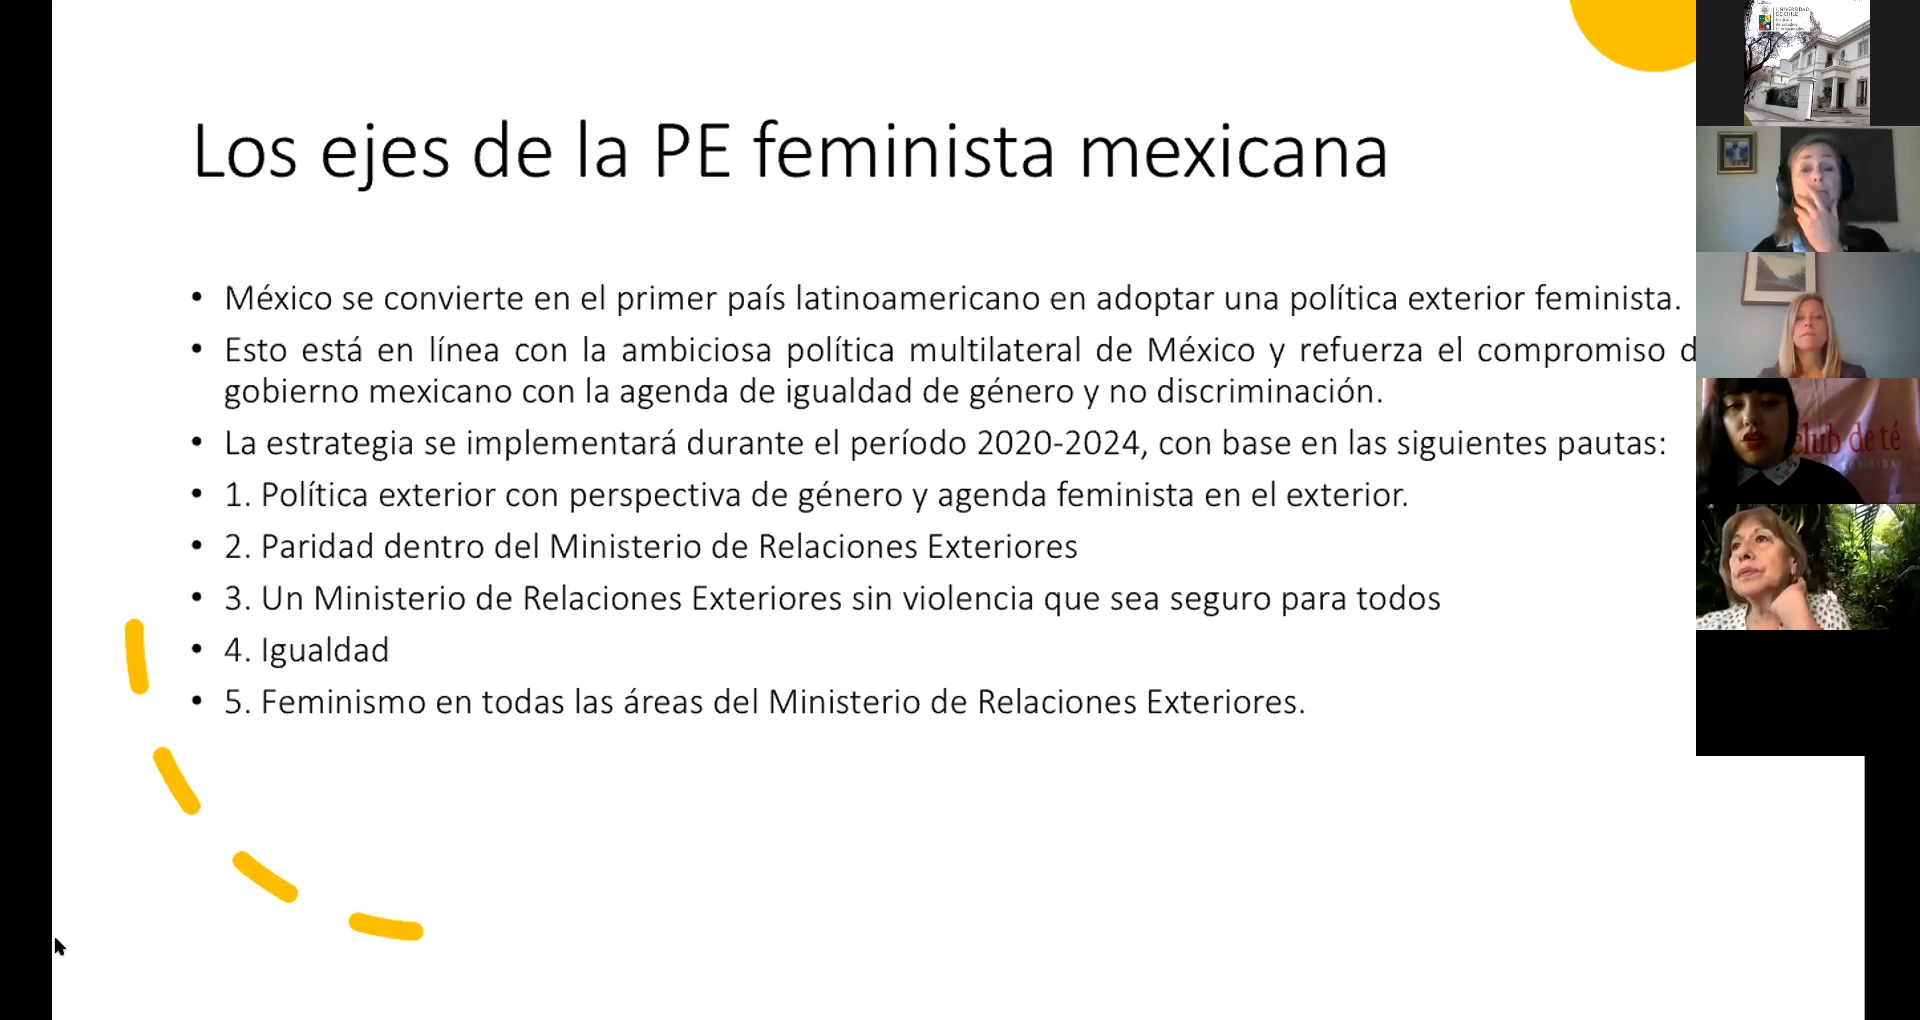 Los ejes de la PE feminista mexicana
• México se convierte en el primer país latinoamericano en adoptar una política exterior feminista.
• Esto está en línea con la ambiciosa política multilateral de México y refuerza el compromiso d
gobierno mexicano con la agenda de igualdad de género y no discriminación.
• La estrategia se implementará durante el período 2020-2024, con base en las siguientes pautas:
• 1. Política exterior con perspectiva de género y agenda feminista en el exterior.
• 2. Paridad dentro del Ministerio de Relaciones Exteriores
• 3. Un Ministerio de Relaciones Exteriores sin violencia que sea seguro para todos
• 4. Igualdad
• 5. Feminismo en todas las áreas del Ministerio de Relaciones Exteriores.
UNIVERSIDAD
DE CHILE
club de té